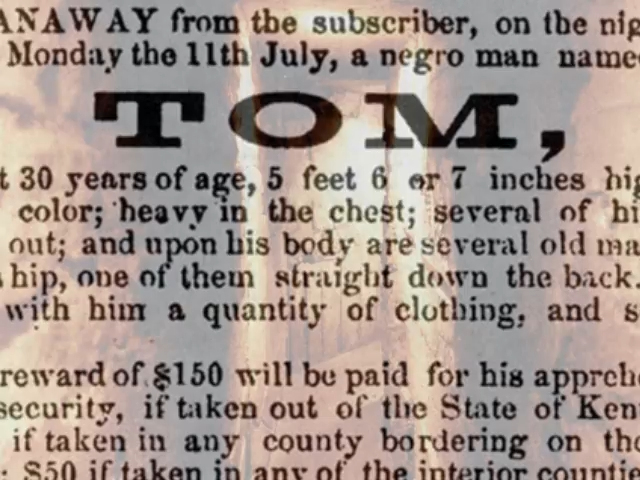 ANAWAY from the subscriber, on the nig
Monday the 11th July, a negro man name
TOM,
t 30 years of age, 5 feet 6 or 7 inches hig
color; heavy in the chest; several of hi
out; and upon his body are several old ma
hip, one of them straight down the back.
with him a quantity of clothing, and s
reward of $150 will be paid for his apprehe
security, if taken out of the State of Ken
if taken in any county bordering on the
$50 if taken in any of the interior countie